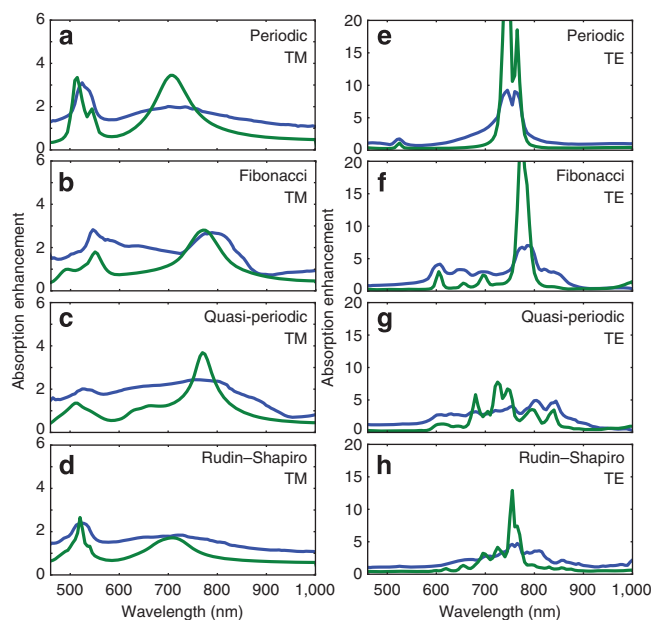 a Periodic
TM
6
4
2
0
b Fibonacci
TM
6
4
2
0
c Quasi-periodic
TM
6
4
2
0
d Rudin–Shapiro
TM
6
4
2
0
500 600 700 800 900 1,000
Wavelength (nm)
Absorption enhancement
e Periodic
TE
20
15
10
5
0
f Fibonacci
TE
20
15
10
5
0
g Quasi-periodic
TE
20
15
10
5
0
h Rudin–Shapiro
TE
20
15
10
5
0
500 600 700 800 900 1,000
Wavelength (nm)
Absorption enhancement